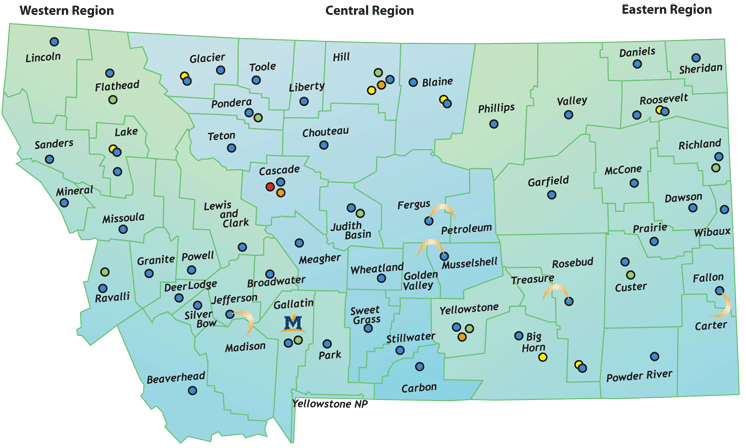 Western Region
Central Region
Eastern Region
Lincoln
Flathead
Glacier
Toole
Hill
Liberty
Blaine
Phillips
Valley
Daniels
Sheridan
Roosevelt
Pondera
Teton
Chouteau
Lake
Sanders
Mineral
Missoula
Cascade
Lewis
and
Clark
Judith
Basin
Fergus
Petroleum
Garfield
McCone
Richland
Dawson
Wibaux
Prairie
Granite
Powell
Ravalli
DeerLodge
Silver
Bow
Jefferson
Broadwater
Meagher
Wheatland
Golden
Valley
Musselshell
Treasure
Rosebud
Custer
Fallon
Carter
Gallatin
M
Madison
Park
Sweet
Grass
Stillwater
Yellowstone
Carbon
Big
Horn
Powder River
Beaverhead
Yellowstone NP